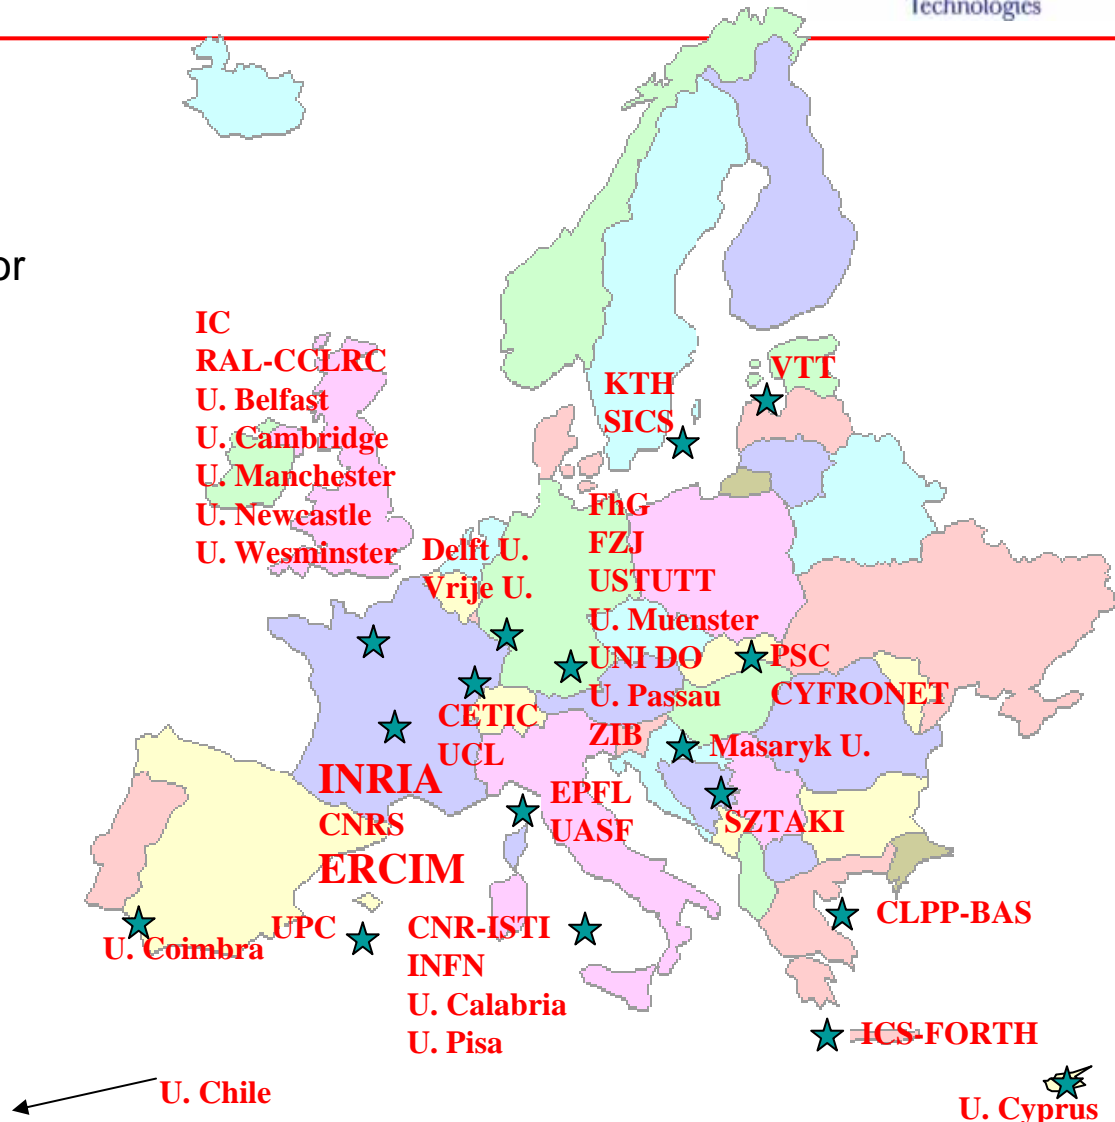 Technologies
or
IC
RAL-CCLRC
U. Belfast
U. Cambridge
U. Manchester
U. Newcastle
U. Wesminster
VTT
KTH
SICS
Delft U.
Vrije U.
FhG
FZJ
USTUTT
U. Muenster
UNI DO
U. Passau
ZIB
PSC
CYFRONET
CETIC
UCL
Masaryk U.
INRIA
CNRS
ERCIM
EPFL
UASF
SZTAKI
U. Coimbra
UPC
CNR-ISTI
INFN
U. Calabria
U. Pisa
CLPP-BAS
ICS-FORTH
U. Chile
U. Cyprus